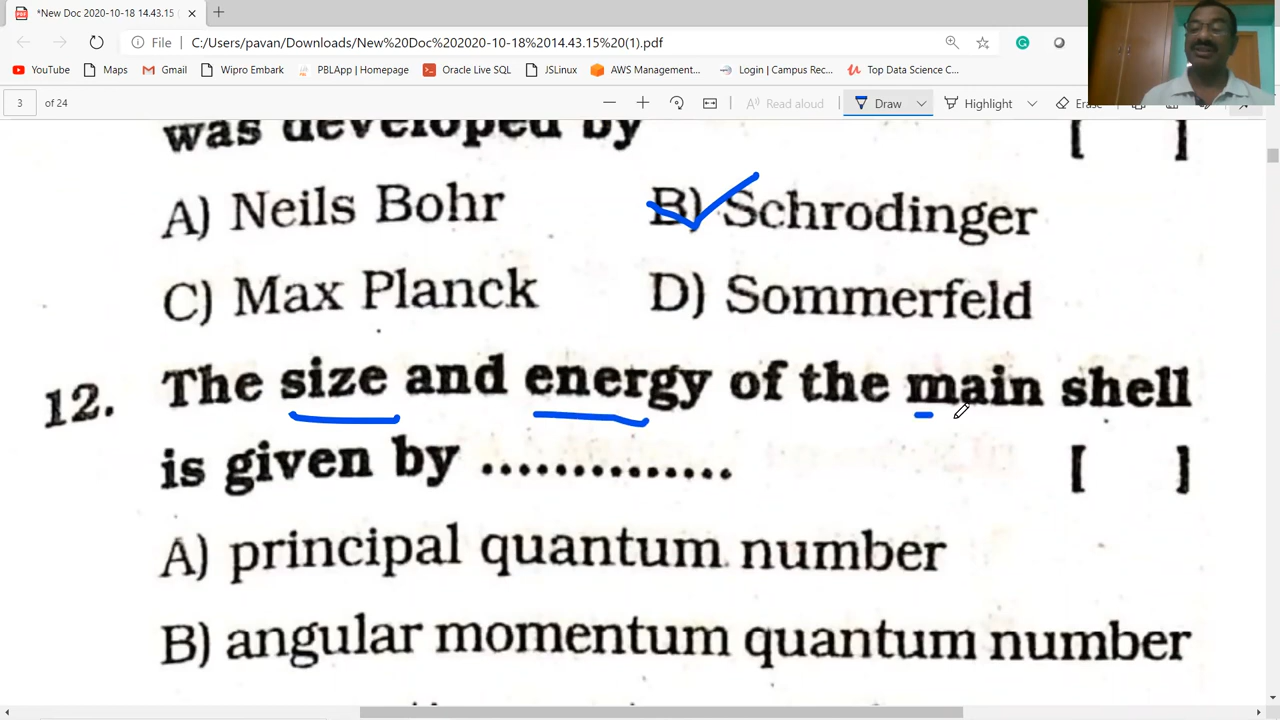 *New Doc 2020-10-18 14.43.15 (
File C:/Users/pavan/Downloads/New%20Doc%202020-10-18%2014.43.15%20(1).pdf
YouTube Maps Gmail Wipro Embark PBLApp | Homepage Oracle Live SQL JSLinux AWS Management... Login | Campus Rec... Top Data Science C...
3 of 24 Read aloud Draw Highlight Erase
was developed by [ ]
A) Neils Bohr B) Schrodinger
C) Max Planck D) Sommerfeld
12. The size and energy of the main shell
is given by .............. [ ]
A) principal quantum number
B) angular momentum quantum number